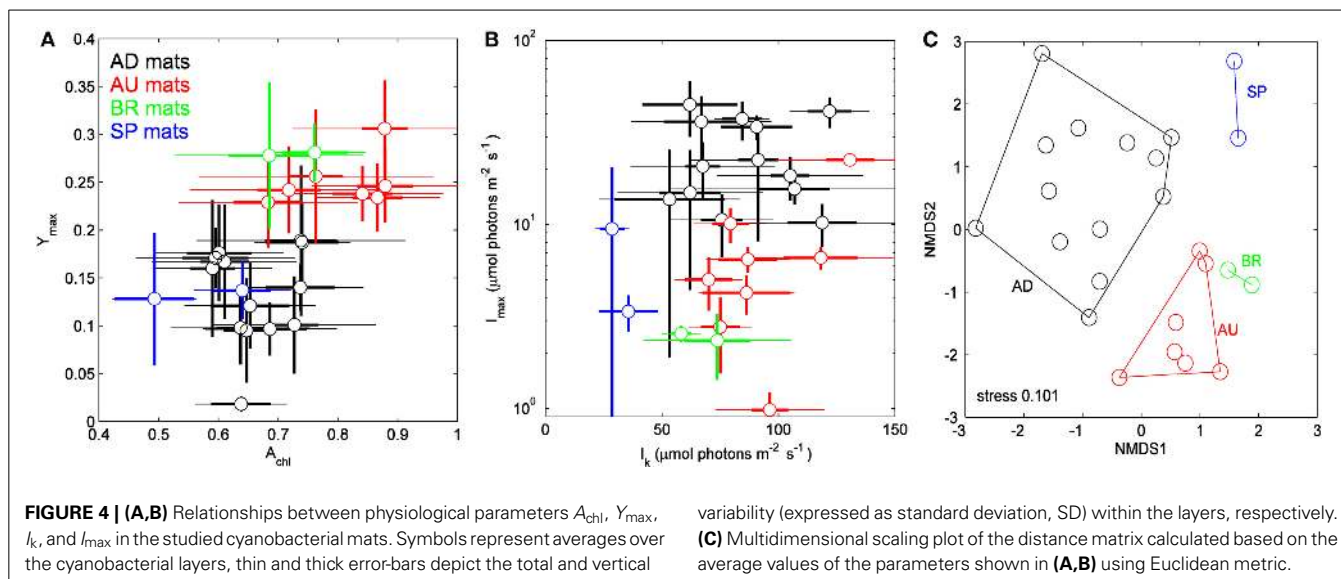 A
0.4
0.35
0.3
0.25
0.2
0.15
0.1
0.05
0
Y_max
AD mats
AU mats
BR mats
SP mats
0.4 0.5 0.6 0.7 0.8 0.9 1
A_chl
B
10^2
10^1
10^0
I_max (μmol photons m^-2 s^-1)
0 50 100 150
I_k (μmol photons m^-2 s^-1)
C
3
2
1
0
-1
-2
-3
NMDS2
SP
BR
AD
AU
stress 0.101
-3 -2 -1 0 1 2 3
NMDS1
FIGURE 4 | (A,B) Relationships between physiological parameters A_chl, Y_max,
I_k, and I_max in the studied cyanobacterial mats. Symbols represent averages over
the cyanobacterial layers, thin and thick error-bars depict the total and vertical
variability (expressed as standard deviation, SD) within the layers, respectively.
(C) Multidimensional scaling plot of the distance matrix calculated based on the
average values of the parameters shown in (A,B) using Euclidean metric.